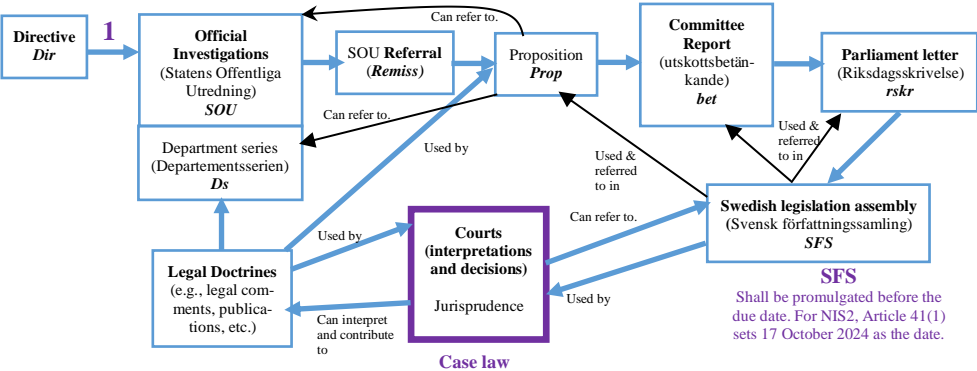 Directive
Dir
1
Official
Investigations
(Statens Offentliga
Utredning)
SOU
Department series
(Departementsserien)
Ds
Can refer to.
SOU Referral
(Remiss)
Can refer to.
Proposition
Prop
Committee
Report
(utskottsbetän-
kande)
bet
Parliament letter
(Riksdagsskrivelse)
rskr
Used by
Used &
referred
to in
Used &
referred
to in
Swedish legislation assembly
(Svensk författningssamling)
SFS
Legal Doctrines
(e.g., legal com-
ments, publica-
tions, etc.)
Used by
Can interpret
and contribute
to
Courts
(interpretations
and decisions)
Jurisprudence
Case law
Can refer to.
Used by
SFS
Shall be promulgated before the
due date. For NIS2, Article 41(1)
sets 17 October 2024 as the date.